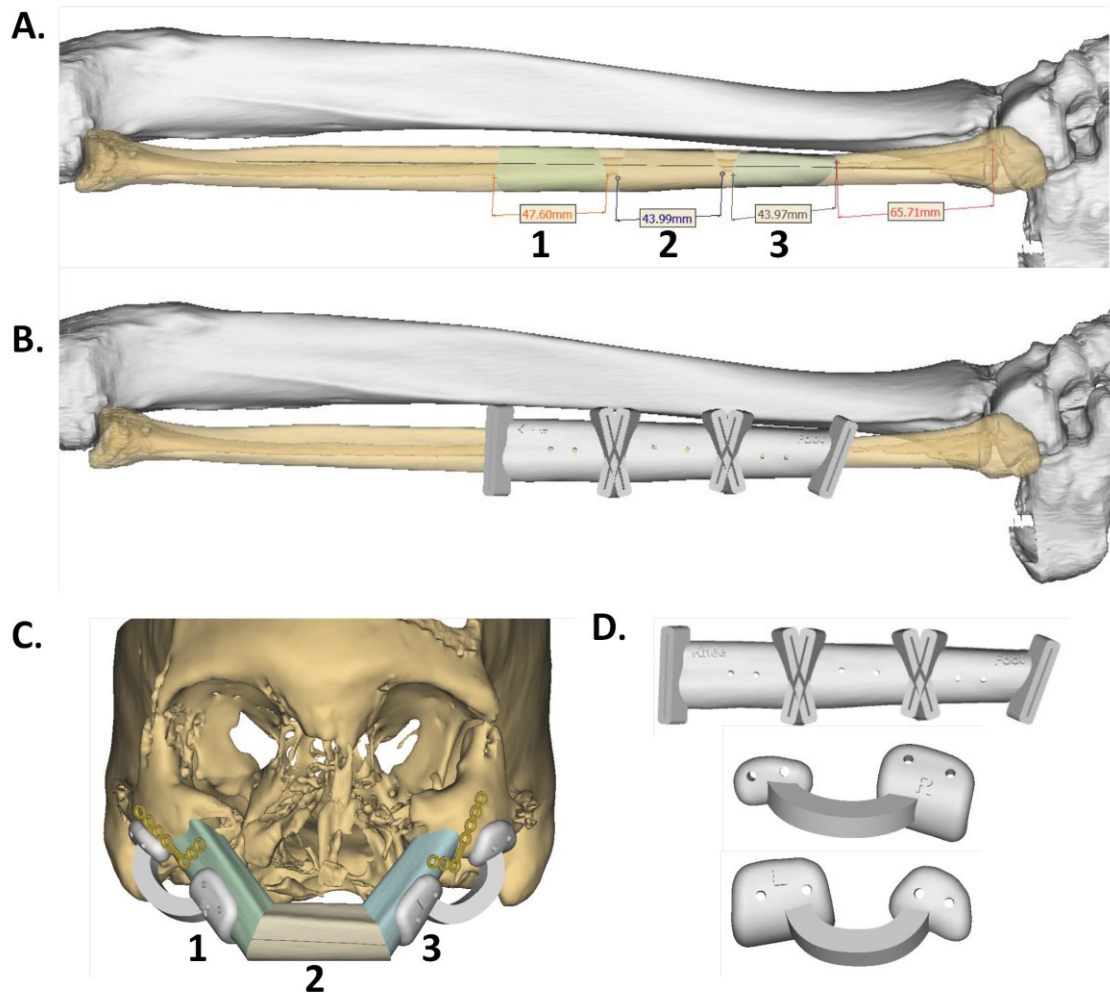 A.
47.60mm
43.99mm
43.97mm
65.71mm
1
2
3
B.
Knee
Foot
C.
1
2
3
L
D.
Knee
Foot
R
L